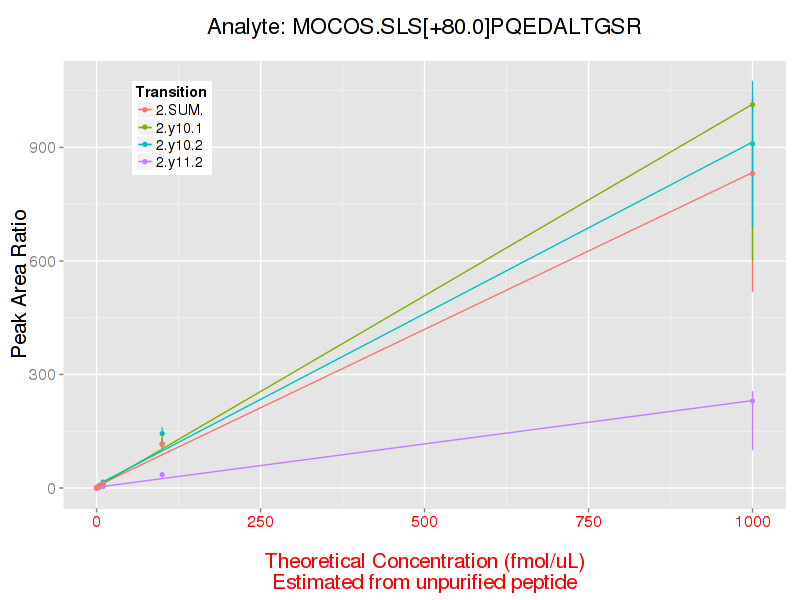 Analyte: MOCOS.SLS[+80.0]PQEDALTGSR
Transition
2.SUM.
2.y10.1
2.y10.2
2.y11.2
Peak Area Ratio
900
600
300
0
0 250 500 750 1000
Theoretical Concentration (fmol/uL)
Estimated from unpurified peptide